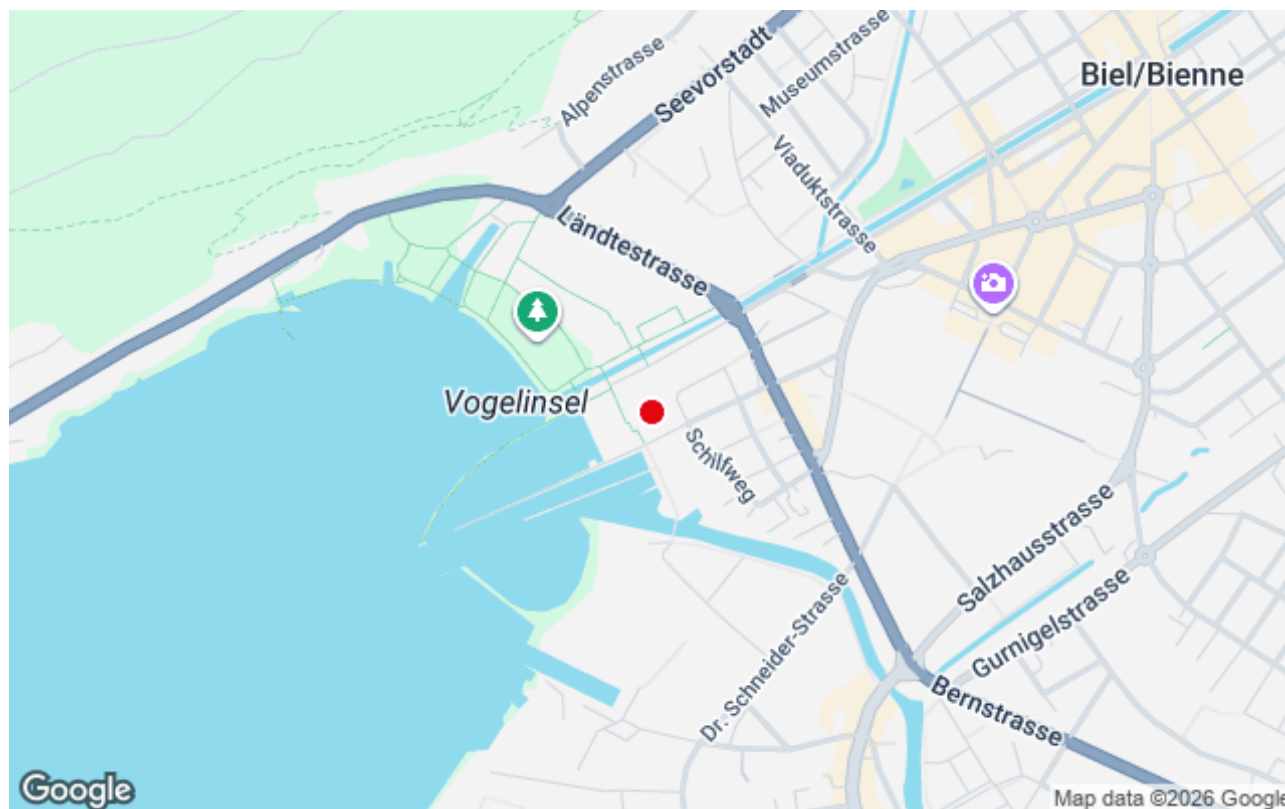 Alpenstrasse
Seevorstadt
Museumstrasse
Biel/Bienne
Viaduktstrasse
Ländtestrasse
Vogelinsel
Schilfweg
Salzhausstrasse
Gurnigelstrasse
Dr. Schneider-Strasse
Bernstrasse
Google
Map data ©2026 Google